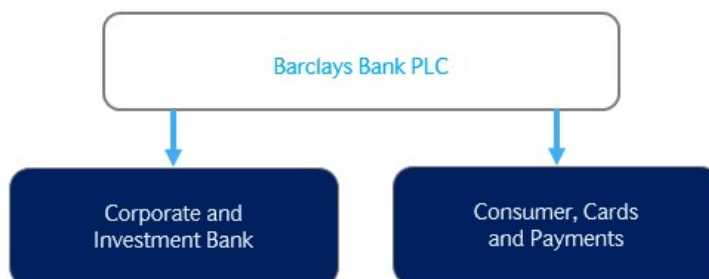 Barclays Bank PLC
Corporate and
Investment Bank
Consumer, Cards
and Payments